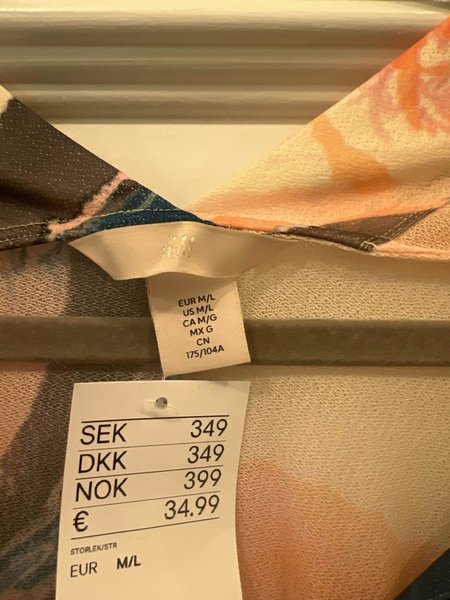 EUR M/L
US M/L
CA M/G
MX G
CN
175/104A
SEK 349
DKK 349
NOK 399
€ 34.99
STORLEK/STR
EUR M/L